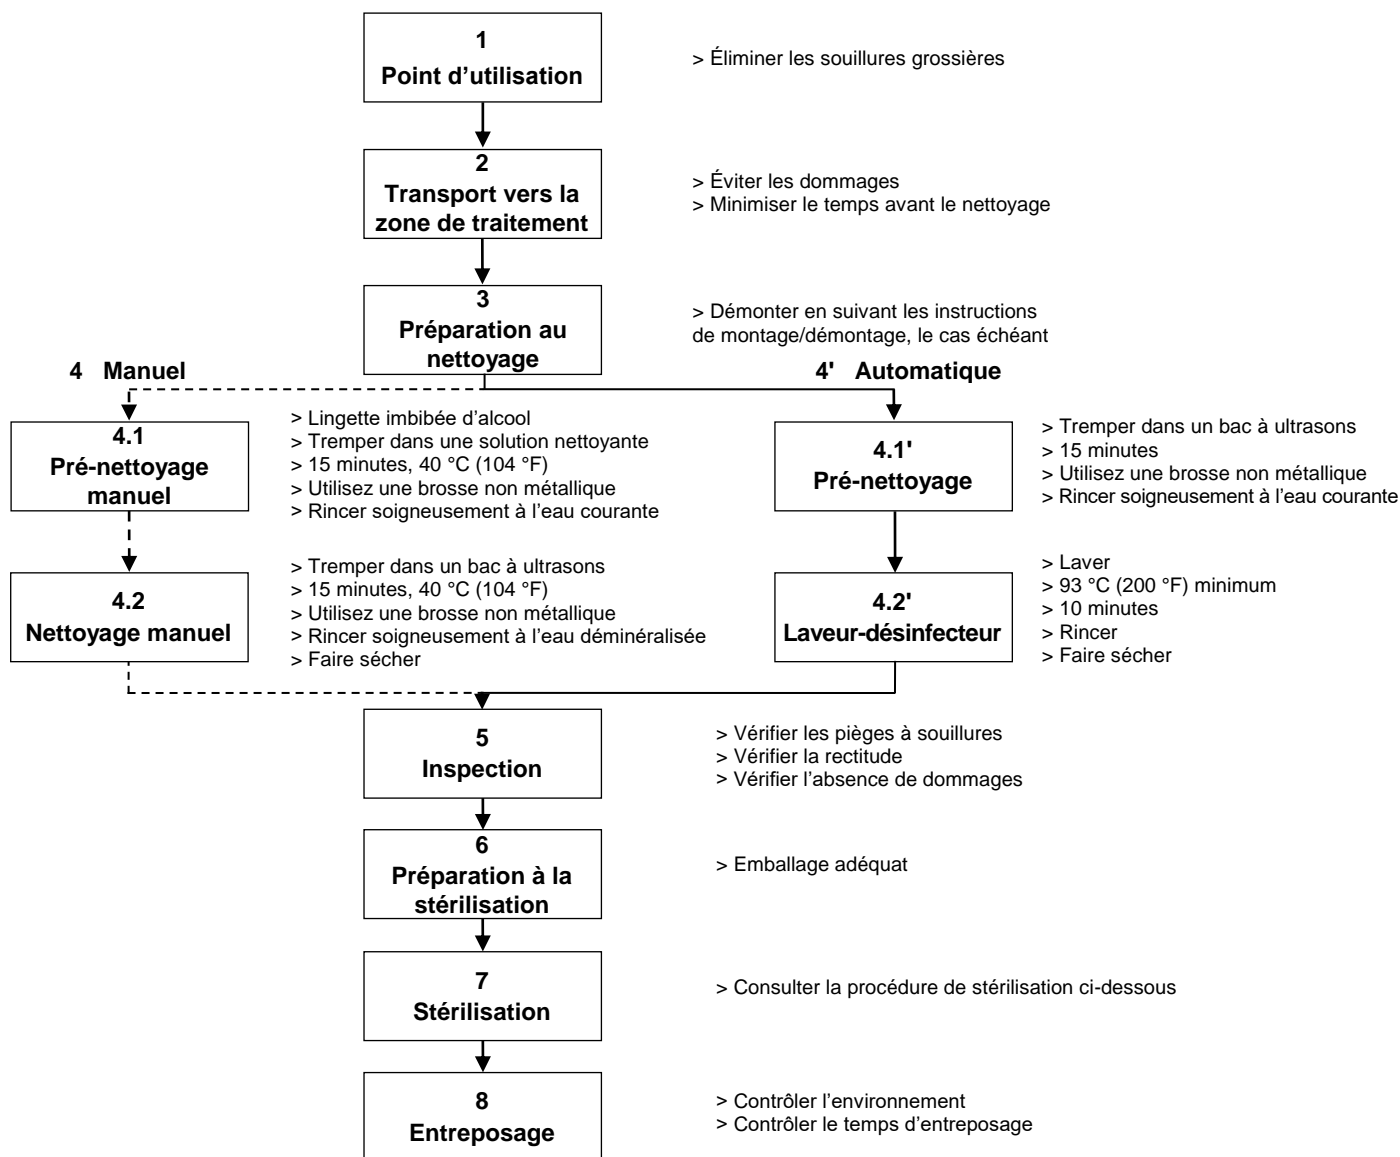 1
Point d’utilisation
> Éliminer les souillures grossières
2
Transport vers la
zone de traitement
> Éviter les dommages
> Minimiser le temps avant le nettoyage
3
Préparation au
nettoyage
> Démonter en suivant les instructions
de montage/démontage, le cas échéant
4 Manuel
4' Automatique
4.1
Pré-nettoyage
manuel
> Lingette imbibée d’alcool
> Tremper dans une solution nettoyante
> 15 minutes, 40 °C (104 °F)
> Utilisez une brosse non métallique
> Rincer soigneusement à l’eau courante
4.1'
Pré-nettoyage
> Tremper dans un bac à ultrasons
> 15 minutes
> Utilisez une brosse non métallique
> Rincer soigneusement à l’eau courante
4.2
Nettoyage manuel
> Tremper dans un bac à ultrasons
> 15 minutes, 40 °C (104 °F)
> Utilisez une brosse non métallique
> Rincer soigneusement à l’eau déminéralisée
> Faire sécher
4.2'
Laveur-désinfecteur
> Laver
> 93 °C (200 °F) minimum
> 10 minutes
> Rincer
> Faire sécher
5
Inspection
> Vérifier les pièges à souillures
> Vérifier la rectitude
> Vérifier l’absence de dommages
6
Préparation à la
stérilisation
> Emballage adéquat
7
Stérilisation
> Consulter la procédure de stérilisation ci-dessous
8
Entreposage
> Contrôler l’environnement
> Contrôler le temps d’entreposage